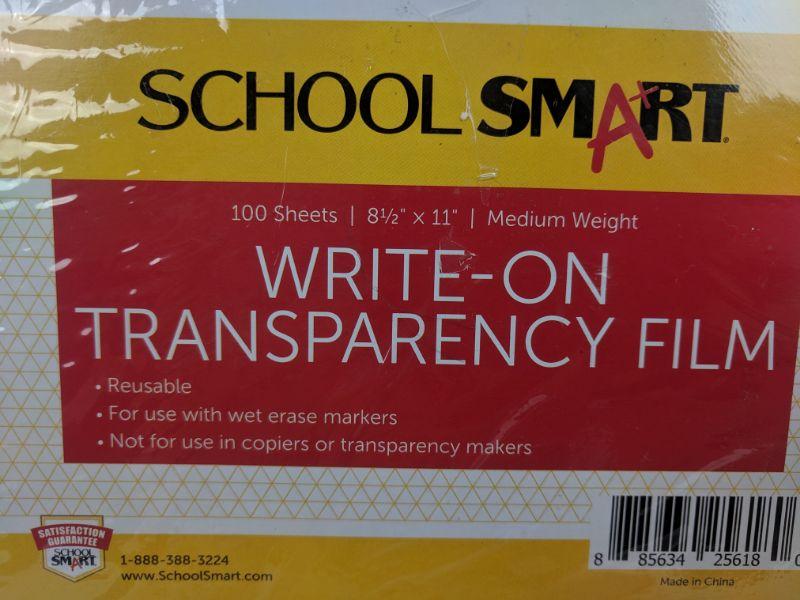 SCHOOL SMART
100 Sheets | 8½" x 11" | Medium Weight
WRITE-ON
TRANSPARENCY FILM
• Reusable
• For use with wet erase markers
• Not for use in copiers or transparency makers
SATISFACTION
GUARANTEE
SCHOOL
SMART
1-888-388-3224
www.SchoolSmart.com
8 85634 25618 0
Made in China